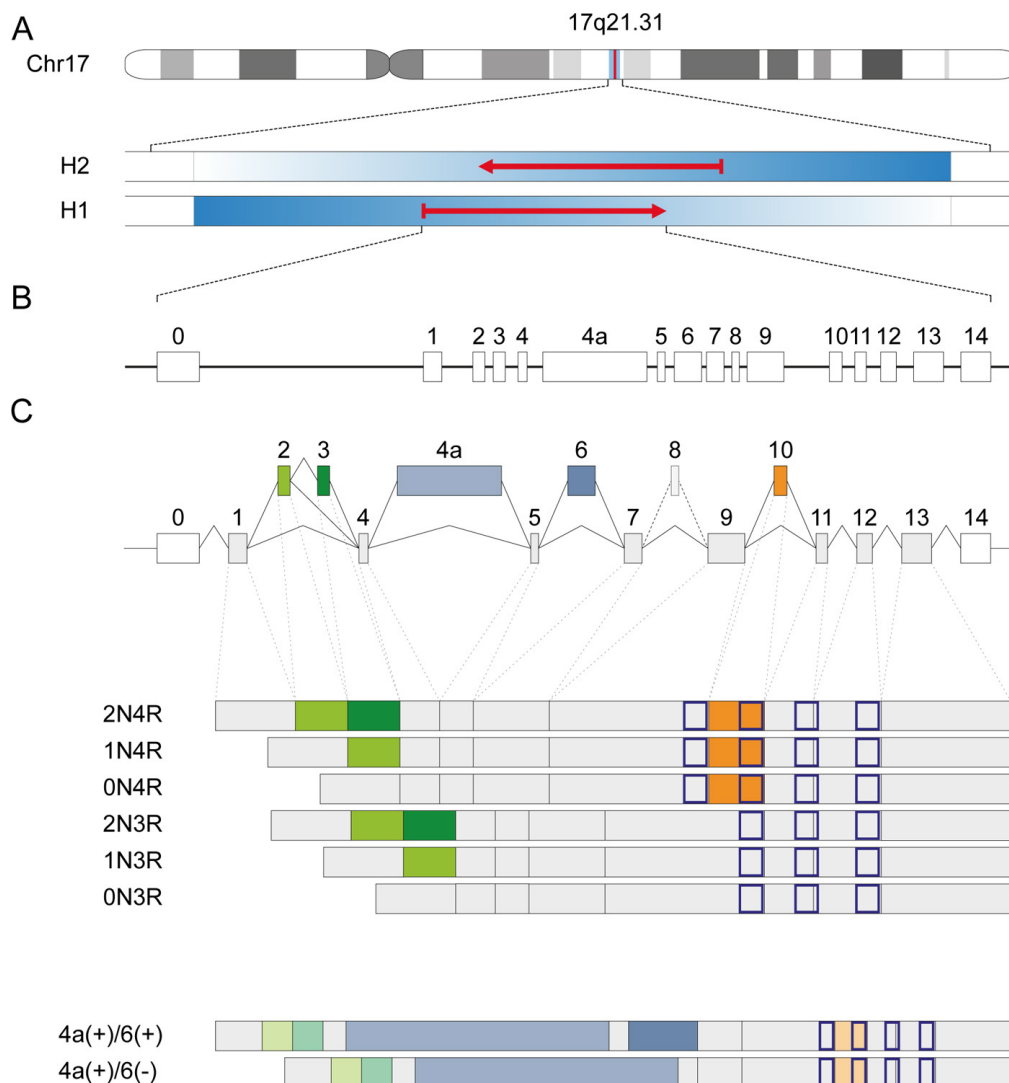 A
17q21.31
Chr17
H2
H1
B
0 1 2 3 4 4a 5 6 7 8 9 10 11 12 13 14
C
2 3 4a 6 8 10
0 1 4 5 7 9 11 12 13 14
2N4R
1N4R
0N4R
2N3R
1N3R
0N3R
4a(+)/6(+)
4a(+)/6(-)